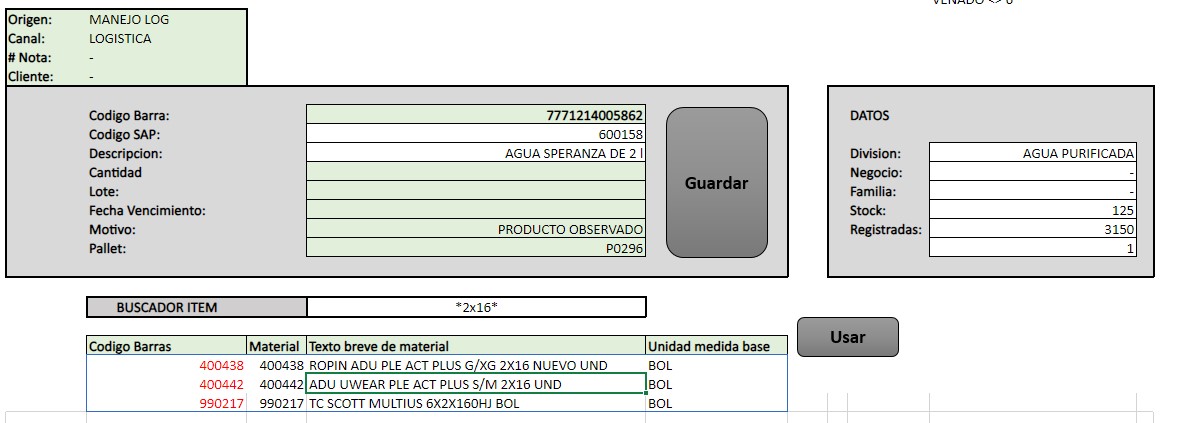 VENADO <> 0
Origen: MANEJO LOG
Canal: LOGISTICA
# Nota: -
Cliente: -
Codigo Barra: 7771214005862
Codigo SAP: 600158
Descripcion: AGUA SPERANZA DE 2 l
Cantidad
Lote:
Fecha Vencimiento:
Motivo: PRODUCTO OBSERVADO
Pallet: P0296
Guardar
DATOS
Division: AGUA PURIFICADA
Negocio: -
Familia: -
Stock: 125
Registradas: 3150
1
BUSCADOR ITEM *2x16*
Usar
Codigo Barras Material Texto breve de material Unidad medida base
400438 400438 ROPIN ADU PLE ACT PLUS G/XG 2X16 NUEVO UND BOL
400442 400442 ADU UWEAR PLE ACT PLUS S/M 2X16 UND BOL
990217 990217 TC SCOTT MULTIUS 6X2X160HJ BOL BOL